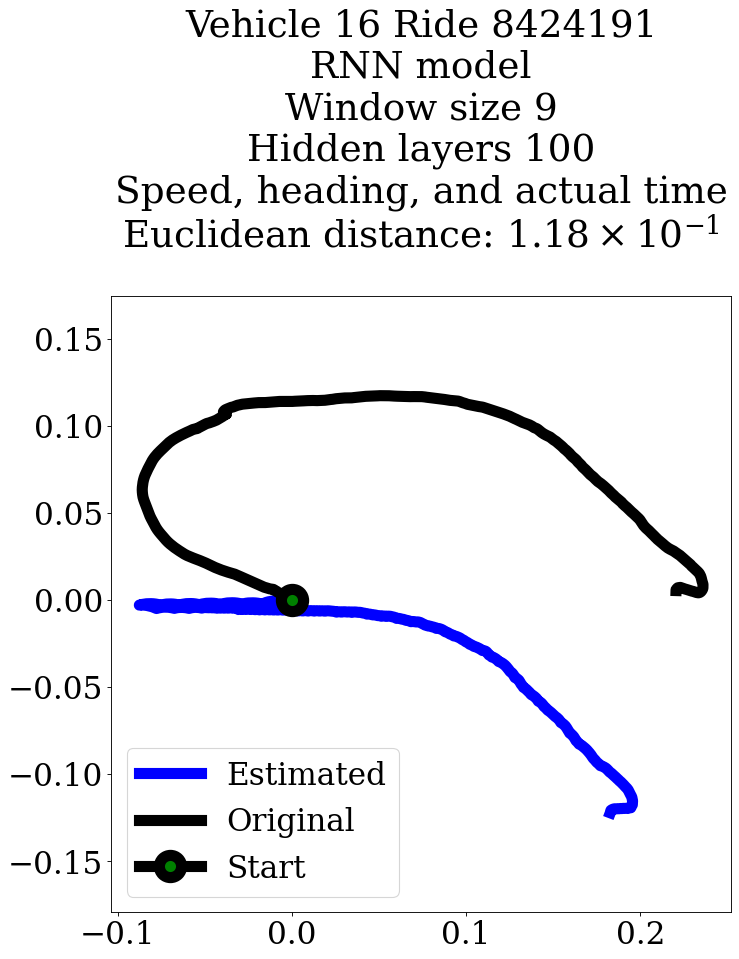 Vehicle 16 Ride 8424191
RNN model
Window size 9
Hidden layers 100
Speed, heading, and actual time
Euclidean distance: 1.18 × 10⁻¹
0.15
0.10
0.05
0.00
−0.05
−0.10
−0.15
Estimated
Original
Start
−0.1 0.0 0.1 0.2